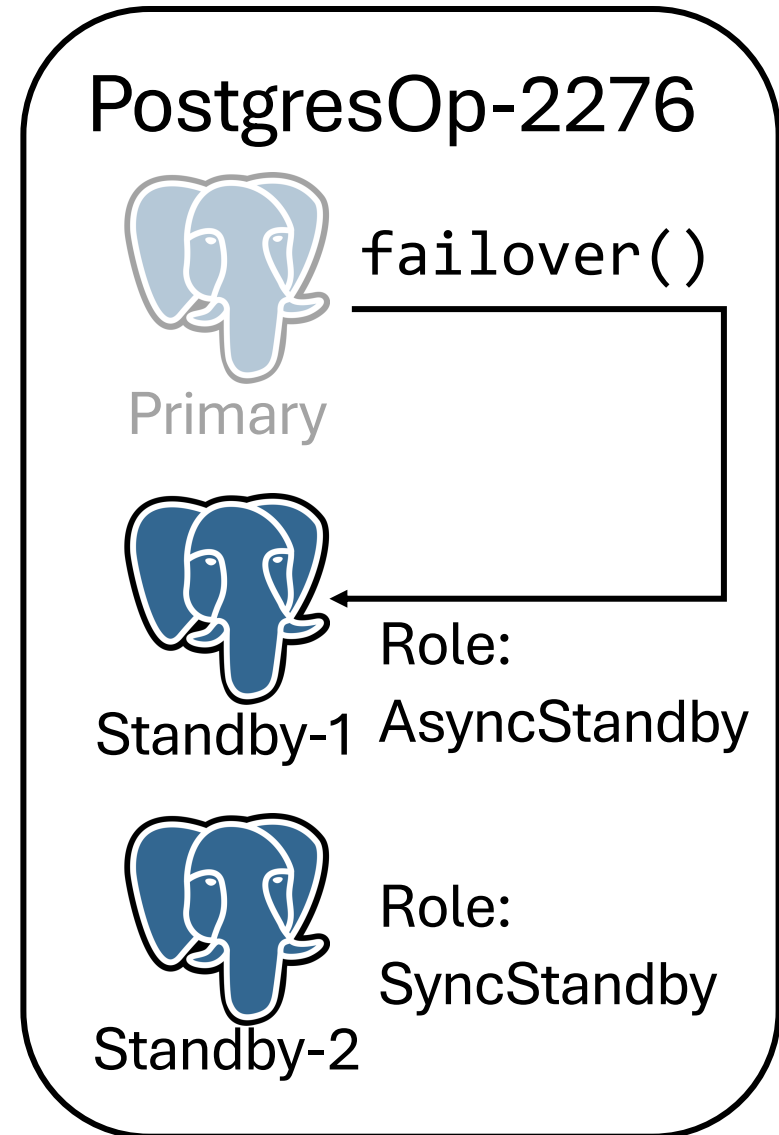 PostgresOp-2276
failover()
Primary
Role:
AsyncStandby
Standby-1
Role:
SyncStandby
Standby-2